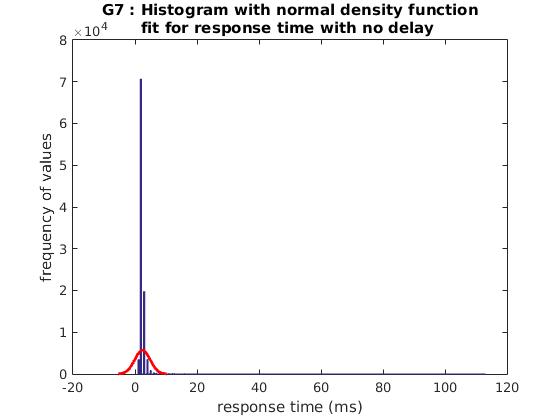 G7 : Histogram with normal density function
fit for response time with no delay
×10⁴
8
7
6
5
4
3
2
1
0
frequency of values
-20 0 20 40 60 80 100 120
response time (ms)